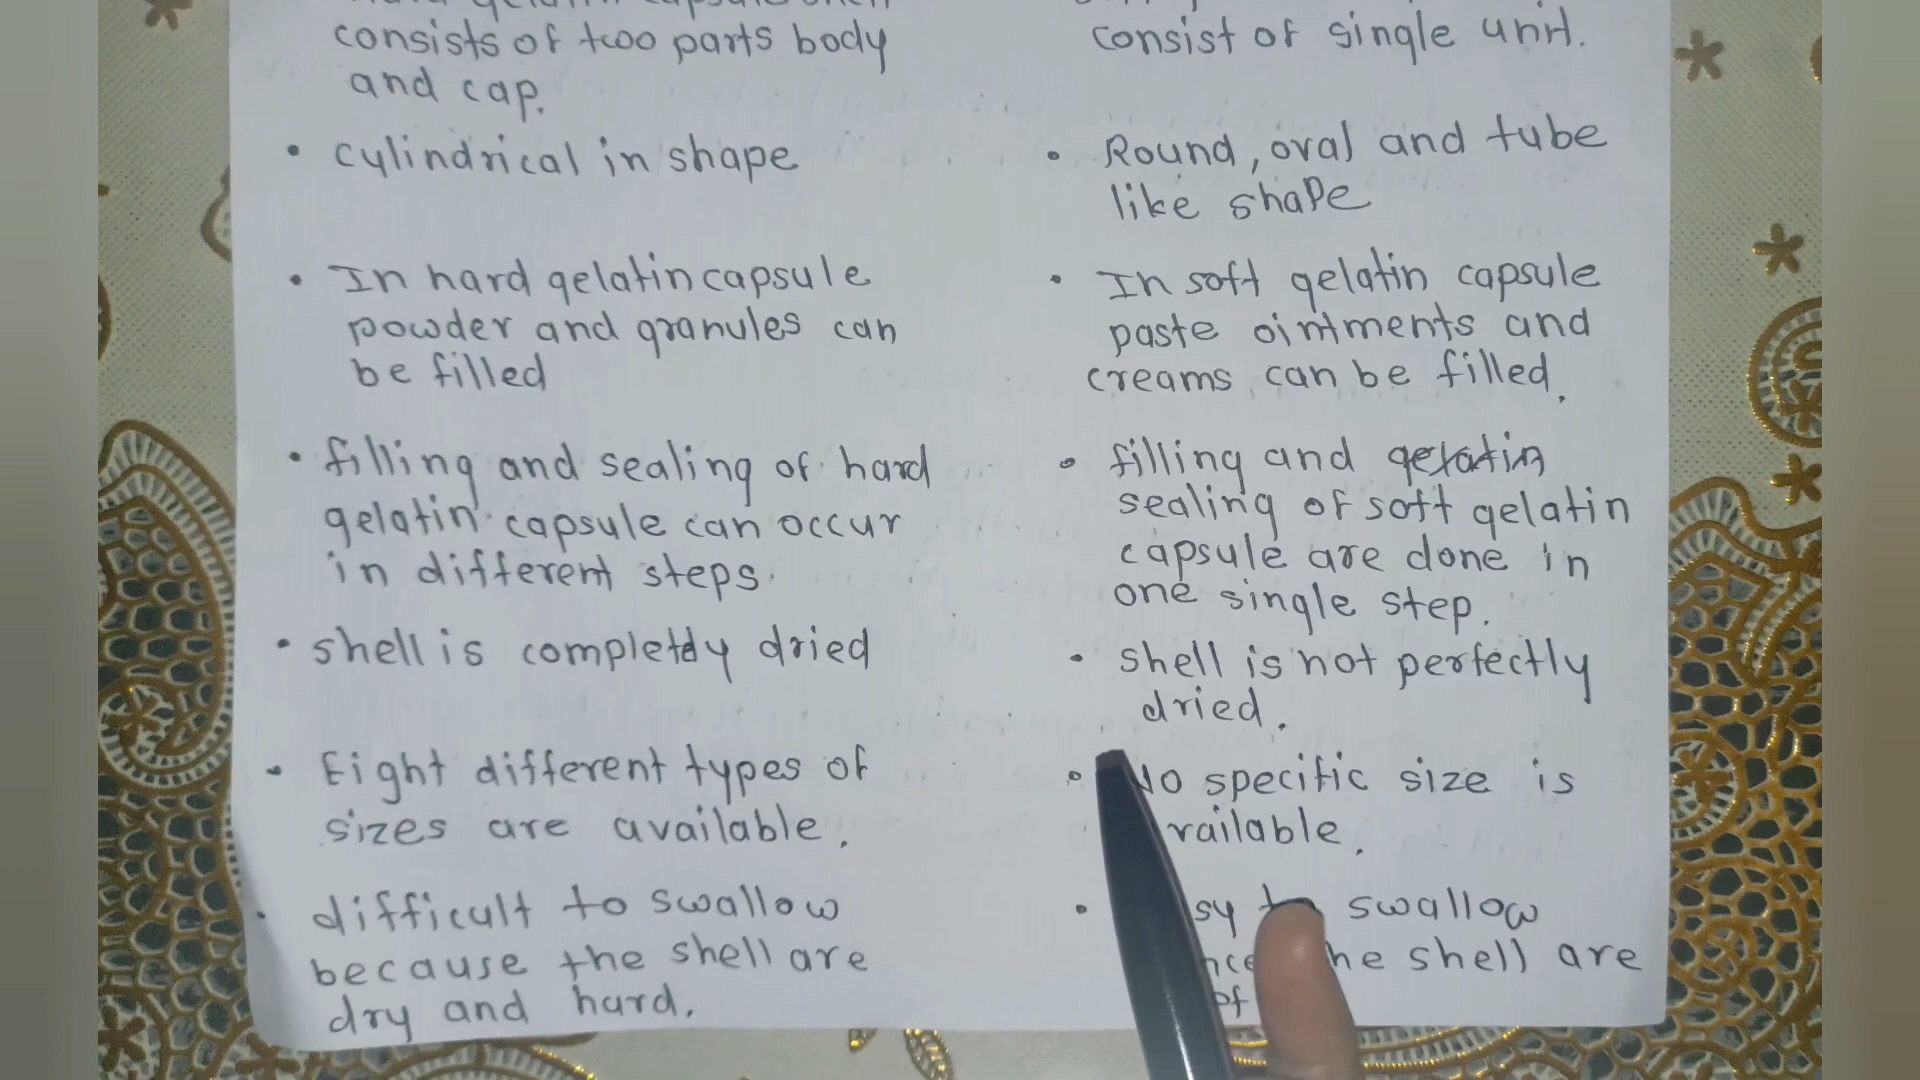 consists of two parts body
and cap.
• cylindrical in shape
• In hard gelatin capsule
powder and granules can
be filled
• filling and sealing of hard
gelatin capsule can occur
in different steps.
• shell is completely dried
• Eight different types of
sizes are available.
• difficult to swallow
because the shell are
dry and hard.
consist of single unit.
• Round, oval and tube
like shape
• In soft gelatin capsule
paste ointments and
creams can be filled.
• filling and gelatin
sealing of soft gelatin
capsule are done in
one single step.
• shell is not perfectly
dried.
• No specific size is
• swallow
shell are